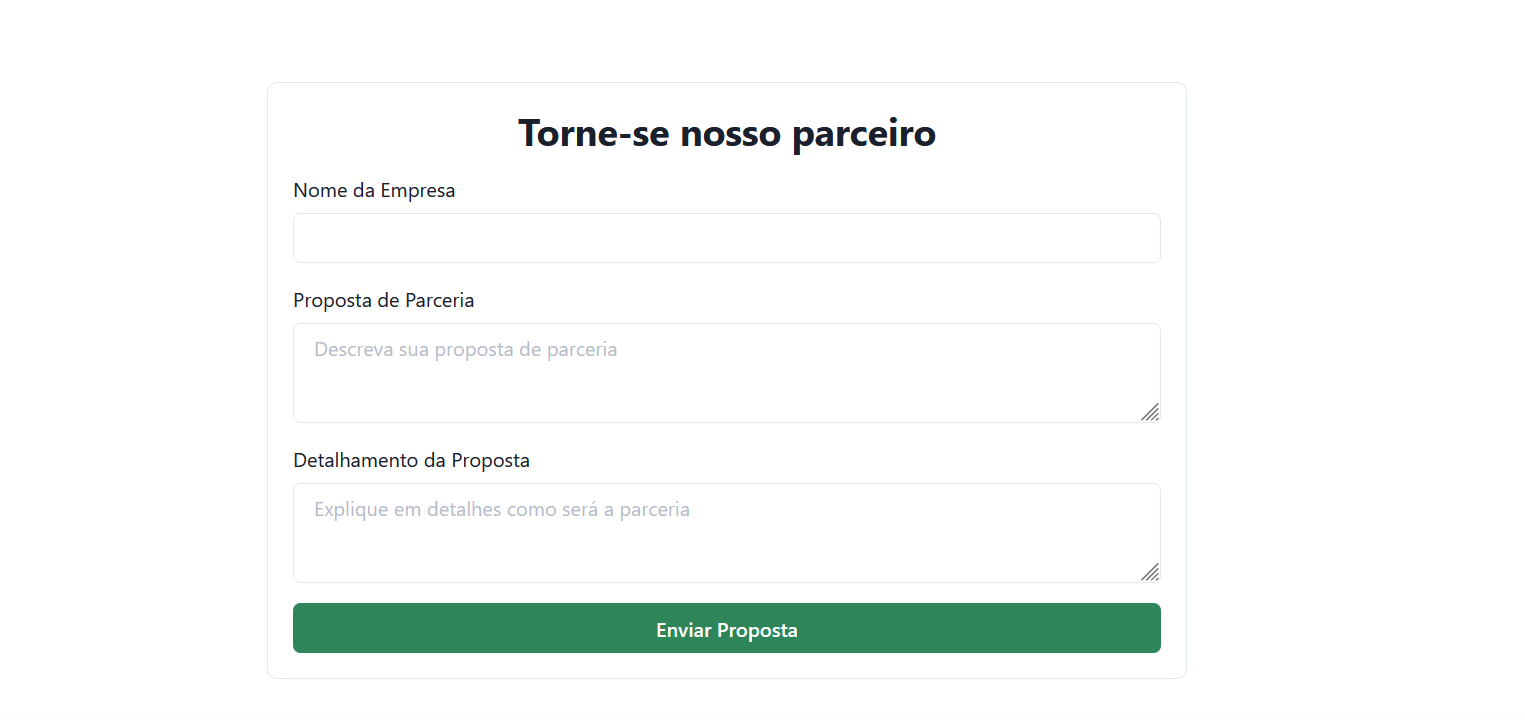 Torne-se nosso parceiro
Nome da Empresa
Proposta de Parceria
Descreva sua proposta de parceria
Detalhamento da Proposta
Explique em detalhes como será a parceria
Enviar Proposta